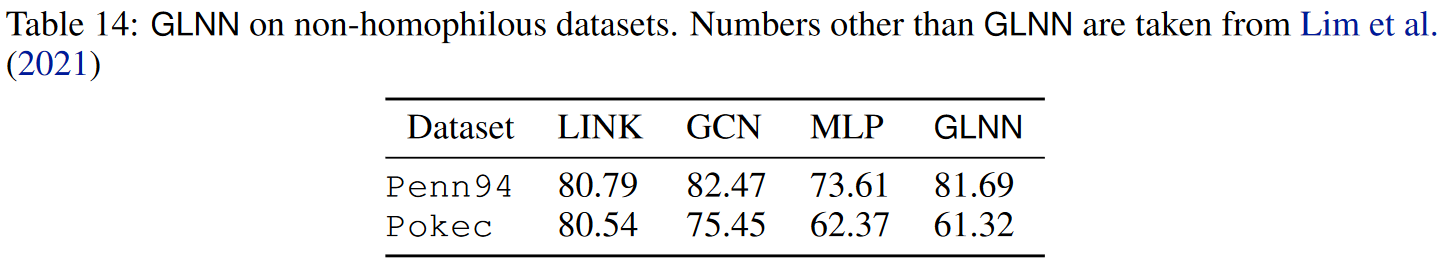 Table 14: GLNN on non-homophilous datasets. Numbers other than GLNN are taken from Lim et al.
(2021)
Dataset LINK GCN MLP GLNN
Penn94 80.79 82.47 73.61 81.69
Pokec 80.54 75.45 62.37 61.32